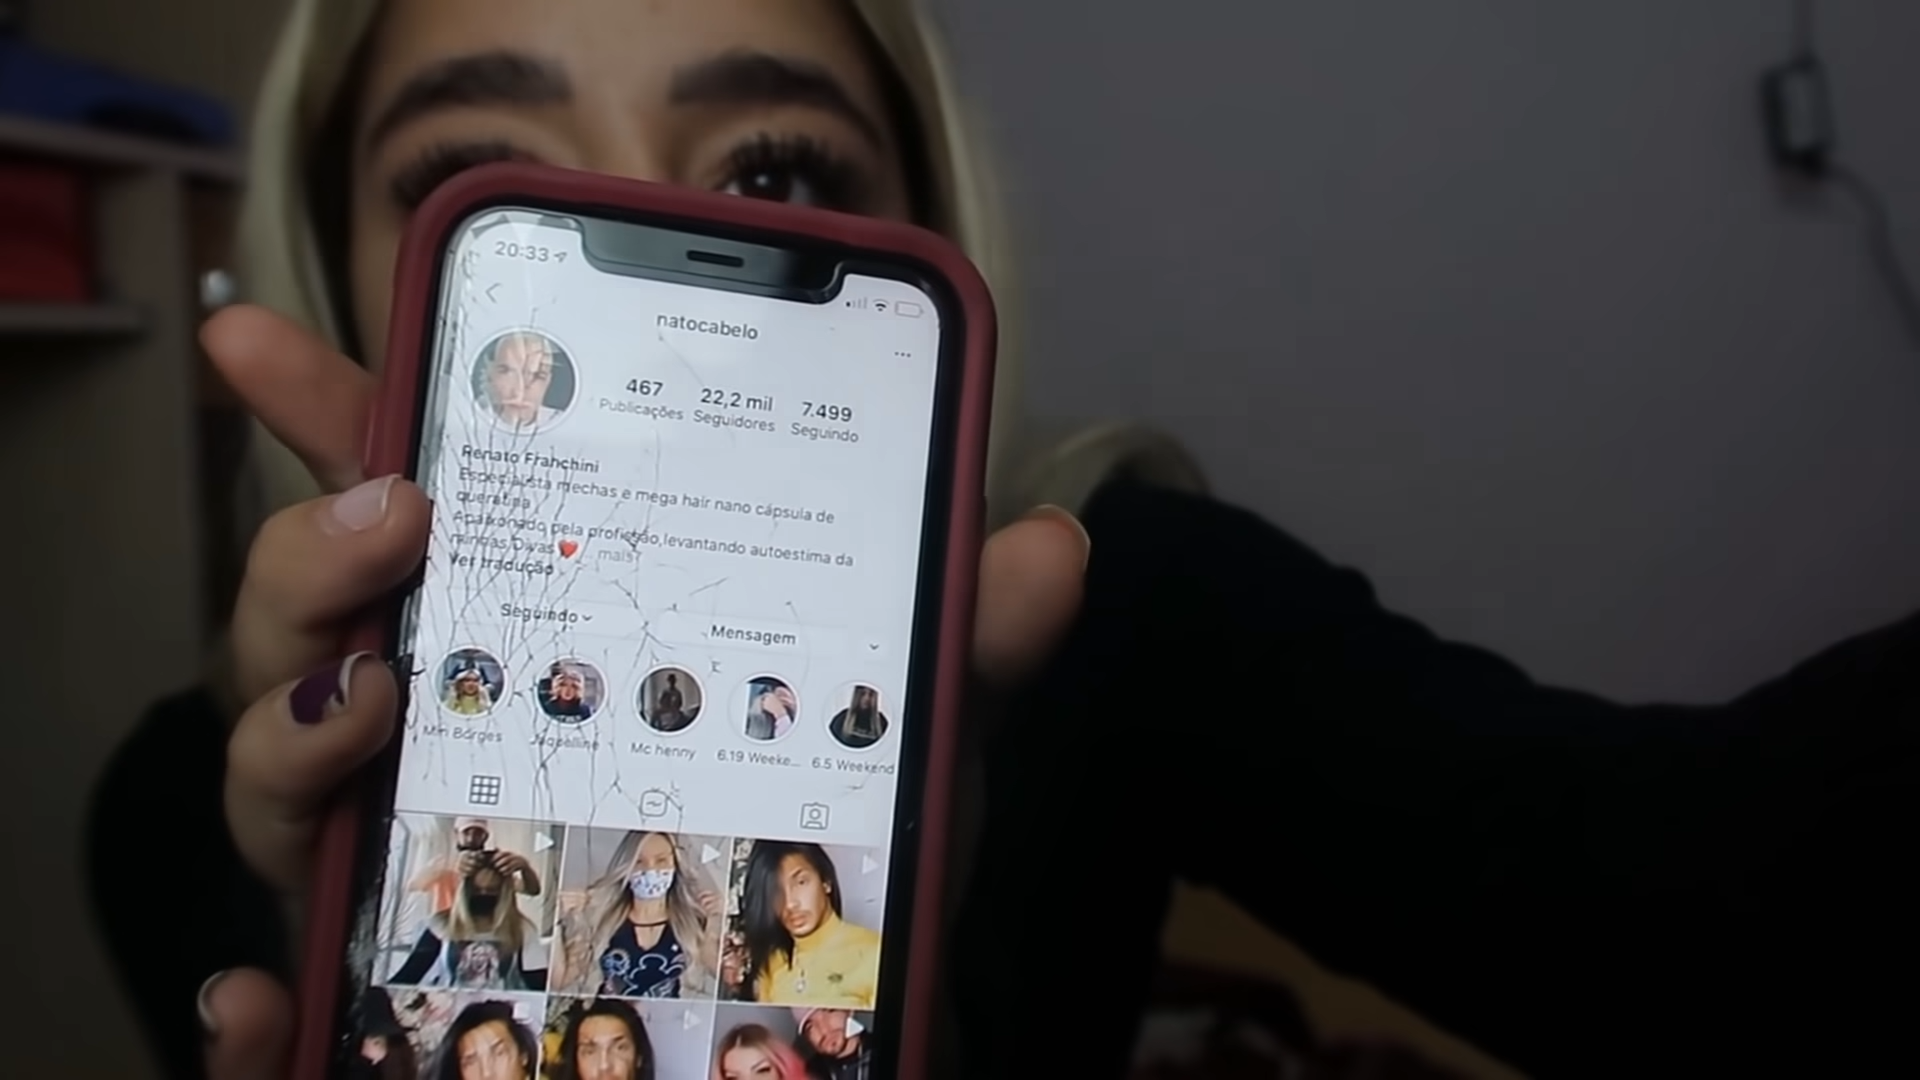 20:33
natocabelo
467 22,2 mil 7.499
Publicações Seguidores Seguindo
Renato Franchini
Especialista mechas e mega hair nano cápsula de
queratina
Apaixonado pela profissão,levantando autoestima da
minhas Divas❤️... mais
Ver tradução
Seguindo Mensagem
Miri Borges Jaquelline Mc henny 6.19 Weeke... 6.5 Weekend